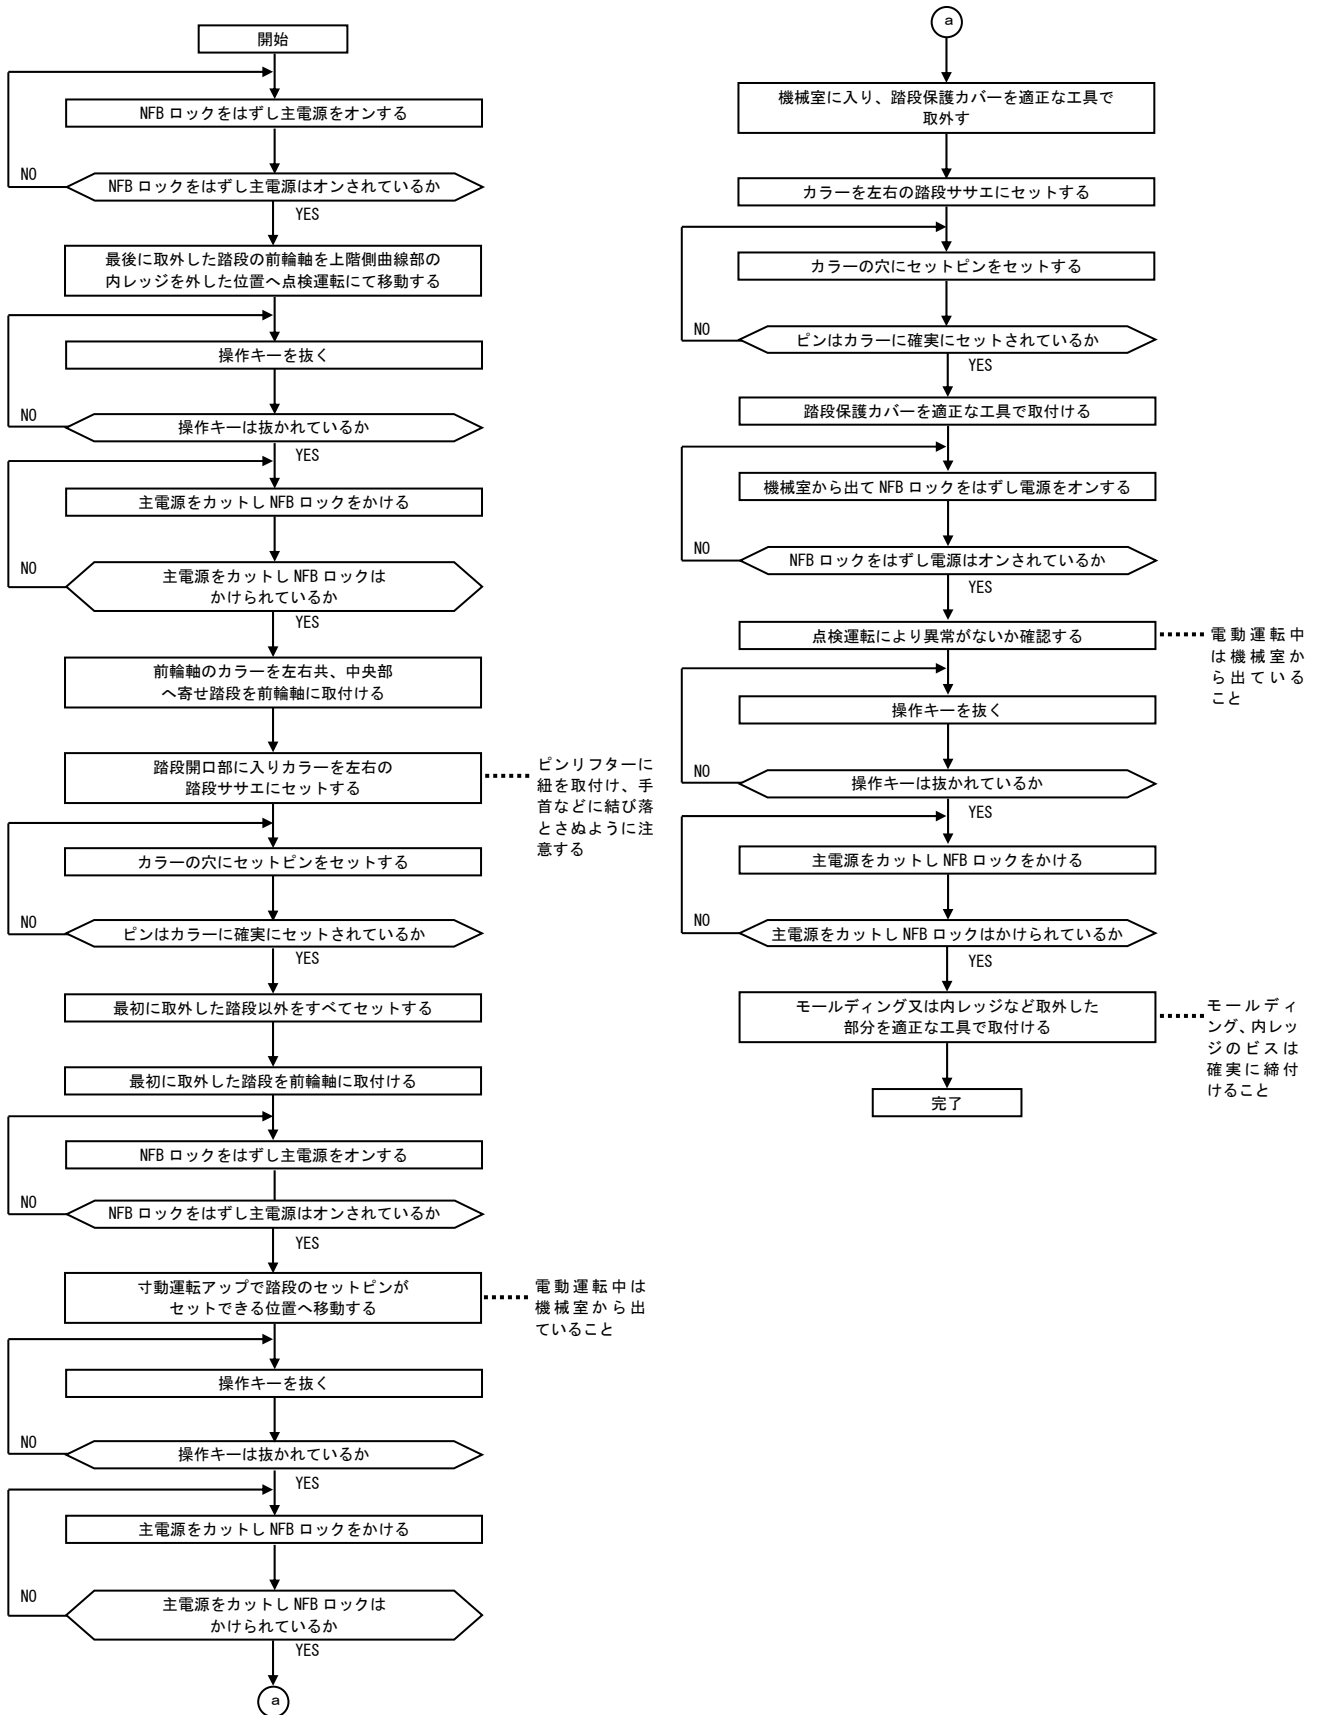 開始
NFB ロックをはずし主電源をオンする
NO
NFB ロックをはずし主電源はオンされているか
YES
最後に取外した踏段の前輪軸を上階側曲線部の
内レッジを外した位置へ点検運転にて移動する
操作キーを抜く
NO
操作キーは抜かれているか
YES
主電源をカットし NFB ロックをかける
NO
主電源をカットし NFB ロックは
かけられているか
YES
前輪軸のカラーを左右共、中央部
へ寄せ踏段を前輪軸に取付ける
踏段開口部に入りカラーを左右の
踏段ササエにセットする
ピンリフターに
紐を取付け、手
首などに結び落
とさぬように注
意する
カラーの穴にセットピンをセットする
NO
ピンはカラーに確実にセットされているか
YES
最初に取外した踏段以外をすべてセットする
最初に取外した踏段を前輪軸に取付ける
NFB ロックをはずし主電源をオンする
NO
NFB ロックをはずし主電源はオンされているか
YES
寸動運転アップで踏段のセットピンが
セットできる位置へ移動する
電動運転中は
機械室から出
ていること
操作キーを抜く
NO
操作キーは抜かれているか
YES
主電源をカットし NFB ロックをかける
NO
主電源をカットし NFB ロックは
かけられているか
YES
a
a
機械室に入り、踏段保護カバーを適正な工具で
取外す
カラーを左右の踏段ササエにセットする
カラーの穴にセットピンをセットする
NO
ピンはカラーに確実にセットされているか
YES
踏段保護カバーを適正な工具で取付ける
機械室から出て NFB ロックをはずし電源をオンする
NO
NFB ロックをはずし電源はオンされているか
YES
点検運転により異常がないか確認する
電動運転中
は機械室か
ら出ている
こと
操作キーを抜く
NO
操作キーは抜かれているか
YES
主電源をカットし NFB ロックをかける
NO
主電源をカットし NFB ロックはかけられているか
YES
モールディング又は内レッジなど取外した
部分を適正な工具で取付ける
モールディ
ング、内レッ
ジのビスは
確実に締付
けること
完了